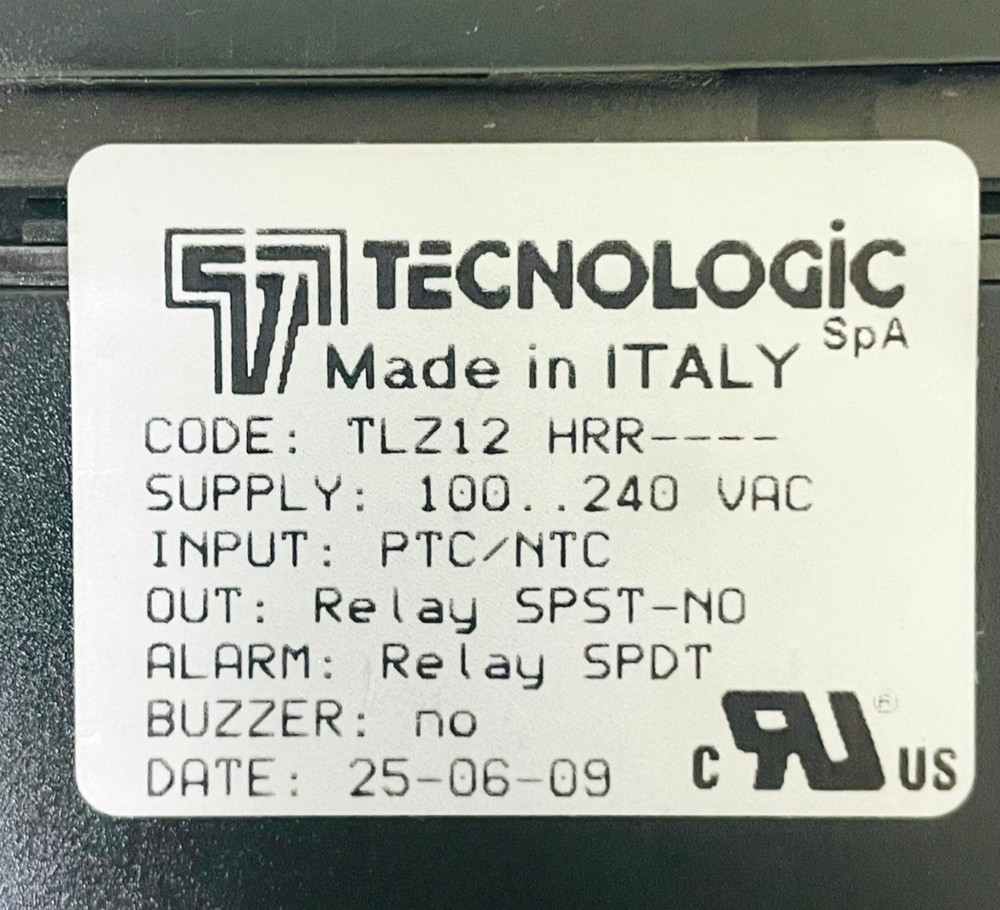 TECNOLOGIC
SpA
Made in ITALY
CODE: TLZ12 HRR----
SUPPLY: 100..240 VAC
INPUT: PTC/NTC
OUT: Relay SPST-NO
ALARM: Relay SPDT
BUZZER: no
DATE: 25-06-09
C RU ® US